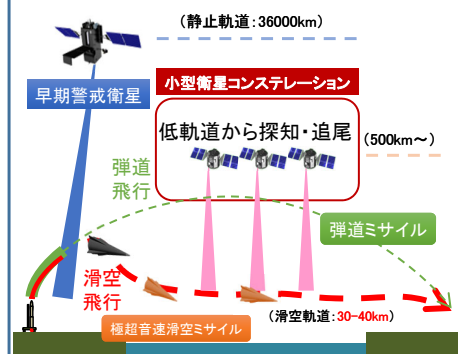 （静止軌道：36000km）
早期警戒衛星
小型衛星コンステレーション
低軌道から探知・追尾
（500km～）
弾道
飛行
弾道ミサイル
滑空
飛行
（滑空軌道：30-40km）
極超音速滑空ミサイル